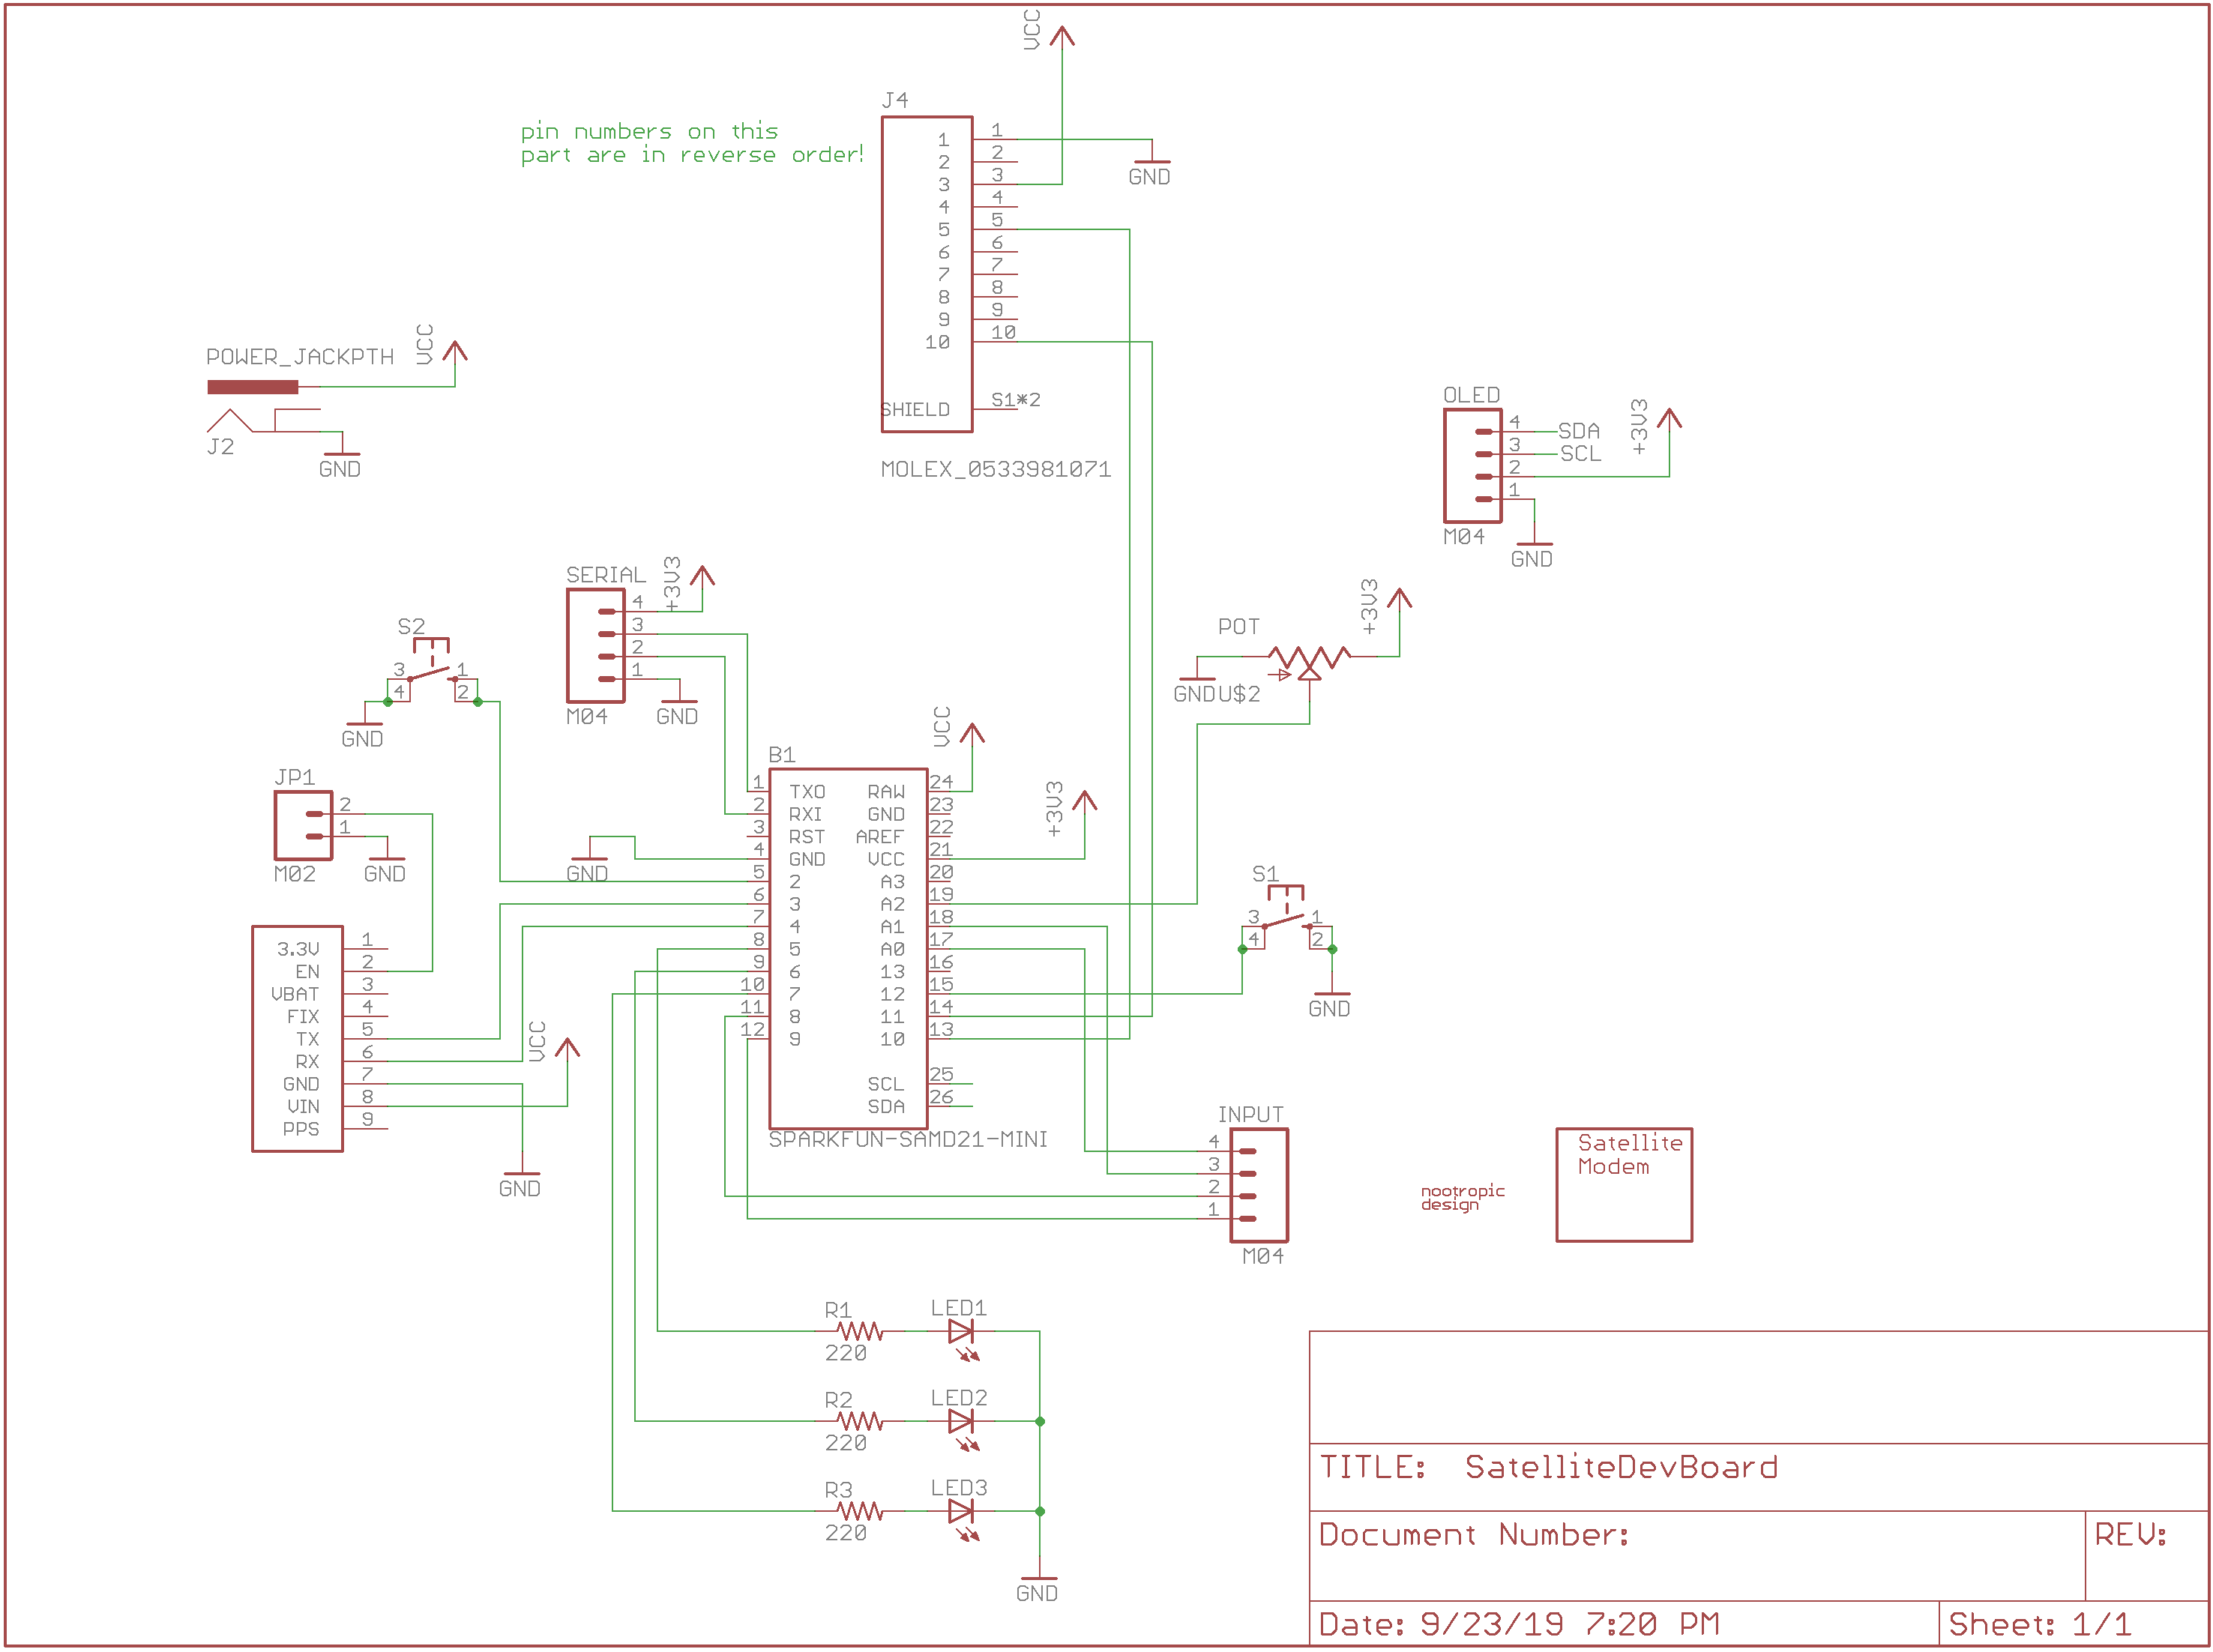 VCC
J4
pin numbers on this
part are in reverse order!
1 1
2 2
3 3
4 4
5 5
6 6
7 7
8 8
9 9
10 10
SHIELD S1*2
MOLEX_0533981071
GND
POWER_JACKPTH
VCC
J2
GND
OLED
4 SDA
3 SCL
2
1
+3V3
M04
GND
SERIAL
+3V3
4
3
2
1
M04
GND
S2
3 1
4 2
GND
POT
+3V3
GND
U$2
JP1
2
1
M02
GND
B1
VCC
+3V3
GND
1 TXO RAW 24
2 RXI GND 23
3 RST AREF 22
4 GND VCC 21
5 2 A3 20
6 3 A2 19
7 4 A1 18
8 5 A0 17
9 6 13 16
10 7 12 15
11 8 11 14
12 9 10 13
SCL 25
SDA 26
SPARKFUN-SAMD21-MINI
S1
3 1
4 2
GND
3.3V 1
EN 2
VBAT 3
FIX 4
TX 5
RX 6
GND 7
VIN 8
PPS 9
VCC
GND
INPUT
4
3
2
1
M04
Satellite
Modem
nootropic
design
R1 LED1
220
R2 LED2
220
R3 LED3
220
GND
TITLE: SatelliteDevBoard
Document Number:
REV:
Date: 9/23/19 7:20 PM
Sheet: 1/1